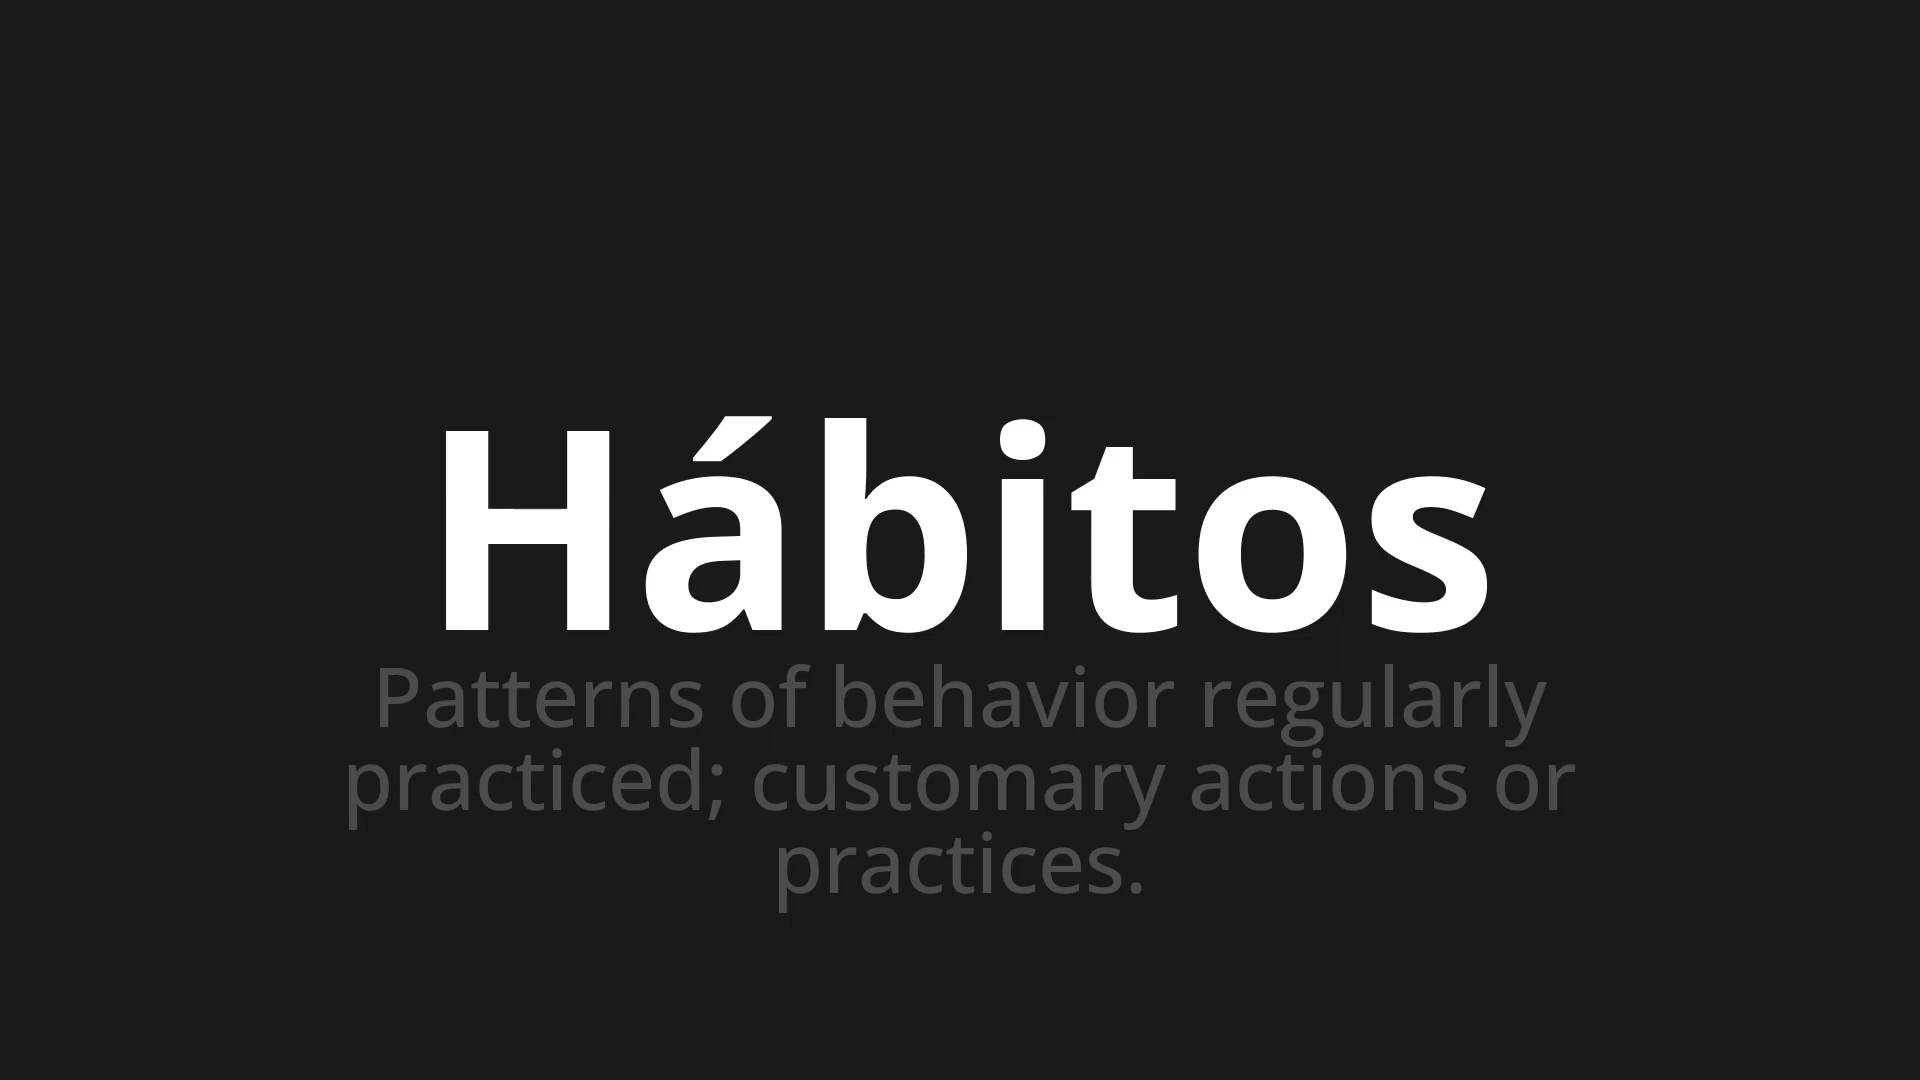 Hábitos
Patterns of behavior regularly
practiced; customary actions or
practices.